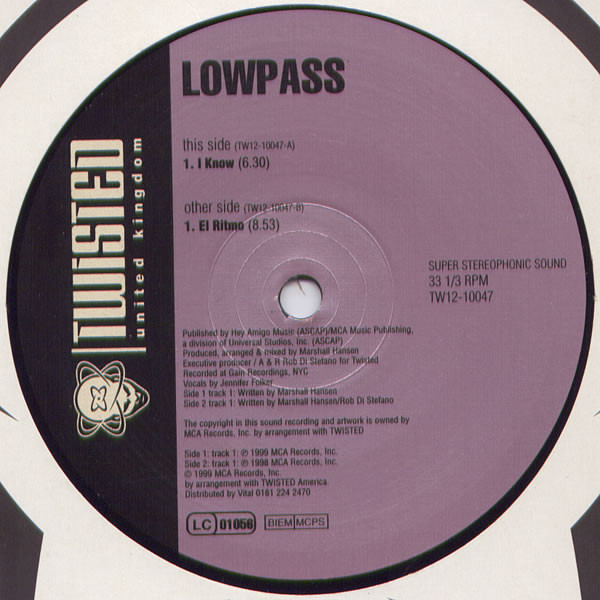 LOWPASS
this side (TW12-10047-A)
1. I Know (6.30)
other side (TW12-10047-B)
1. El Ritmo (8.53)
TWISTED
united kingdom
SUPER STEREOPHONIC SOUND
33 1/3 RPM
TW12-10047
Published by Hey Amigo Music (ASCAP)/MCA Music Publishing,
a division of Universal Studios, Inc. (ASCAP)
Produced, arranged & mixed by Marshall Hansen
Executive producer / A & R Rob Di Stefano for Twisted
Recorded at Gain Recordings, NYC
Vocals by Jennifer Folker
Side 1 track 1: Written by Marshall Hansen
Side 2 track 1: Written by Marshall Hansen/Rob Di Stefano
The copyright in this sound recording and artwork is owned by
MCA Records, Inc. by arrangement with TWISTED
Side 1: track 1: ℗ 1999 MCA Records, Inc.
Side 2: track 1: ℗ 1998 MCA Records, Inc.
© 1999 MCA Records, Inc.
by arrangement with TWISTED America.
Distributed by Vital 0181 224 2470
LC 01056
BIEM MCPS